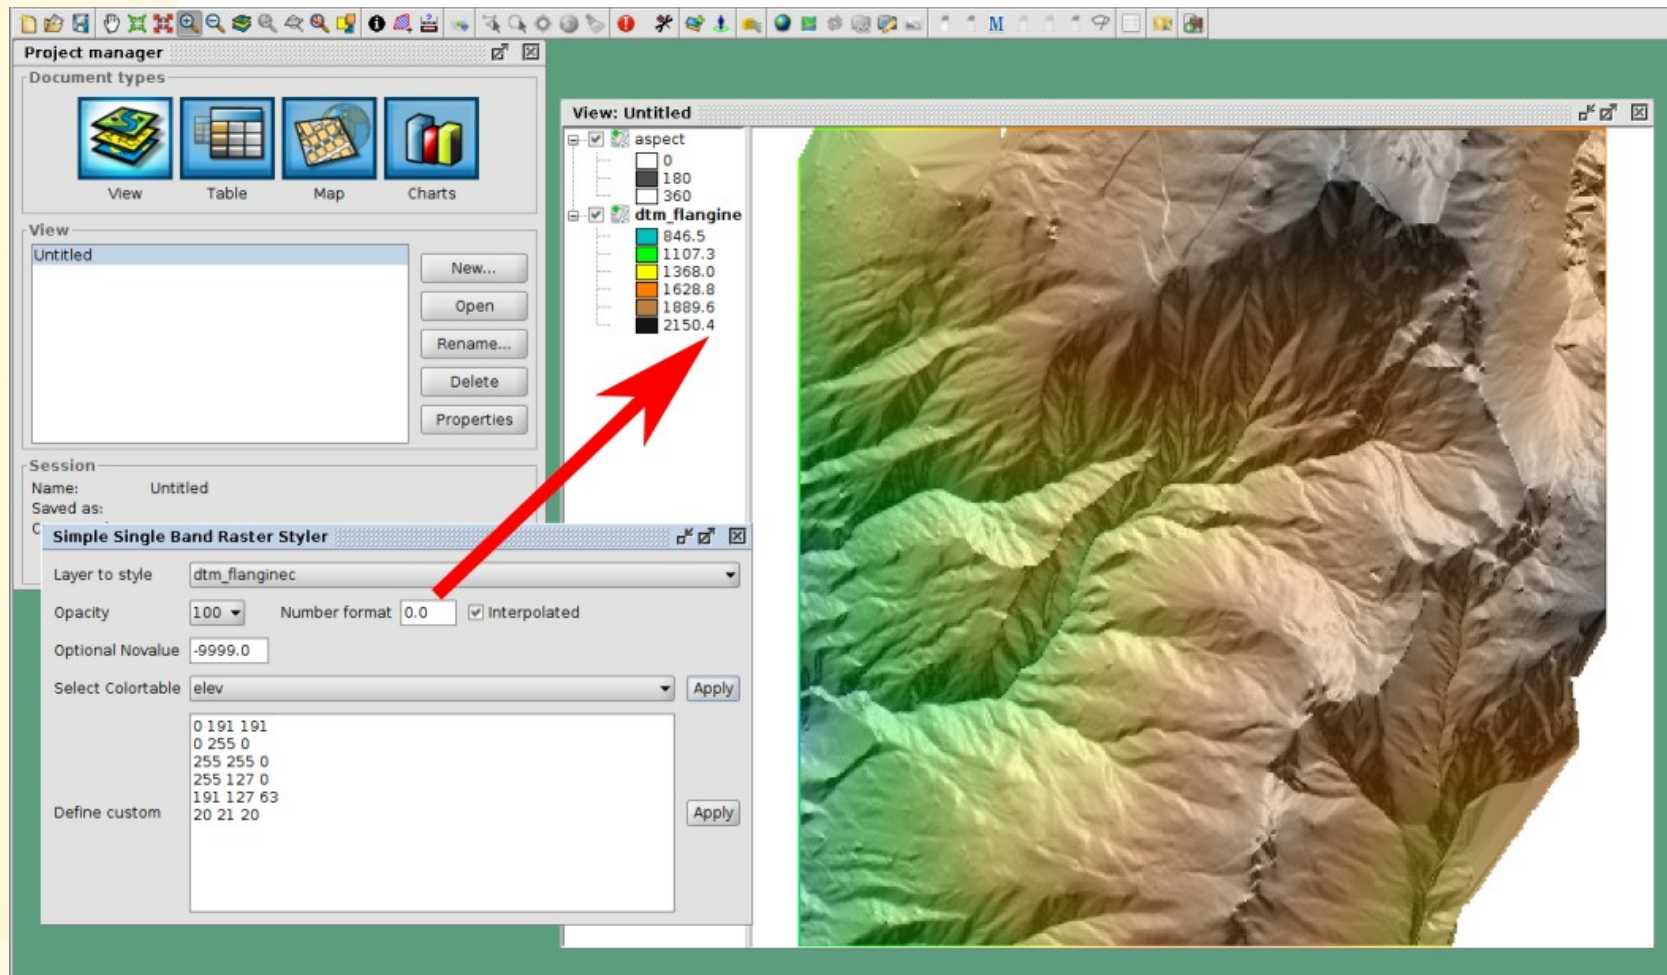 Project manager
Document types
View
Table
Map
Charts
View
Untitled
New...
Open
Rename...
Delete
Properties
Session
Name: Untitled
Saved as:
View: Untitled
aspect
0
180
360
dtm_flangine
846.5
1107.3
1368.0
1628.8
1889.6
2150.4
Simple Single Band Raster Styler
Layer to style dtm_flanginec
Opacity 100 Number format 0.0 Interpolated
Optional Novalue -9999.0
Select Colortable elev Apply
0 191 191
0 255 0
255 255 0
255 127 0
191 127 63
20 21 20
Define custom
Apply
M